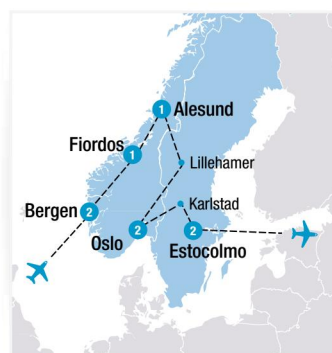 1 Alesund
Fiordos 1
Lillehamer
Karlstad
Bergen 2
Oslo 2
2
Estocolmo